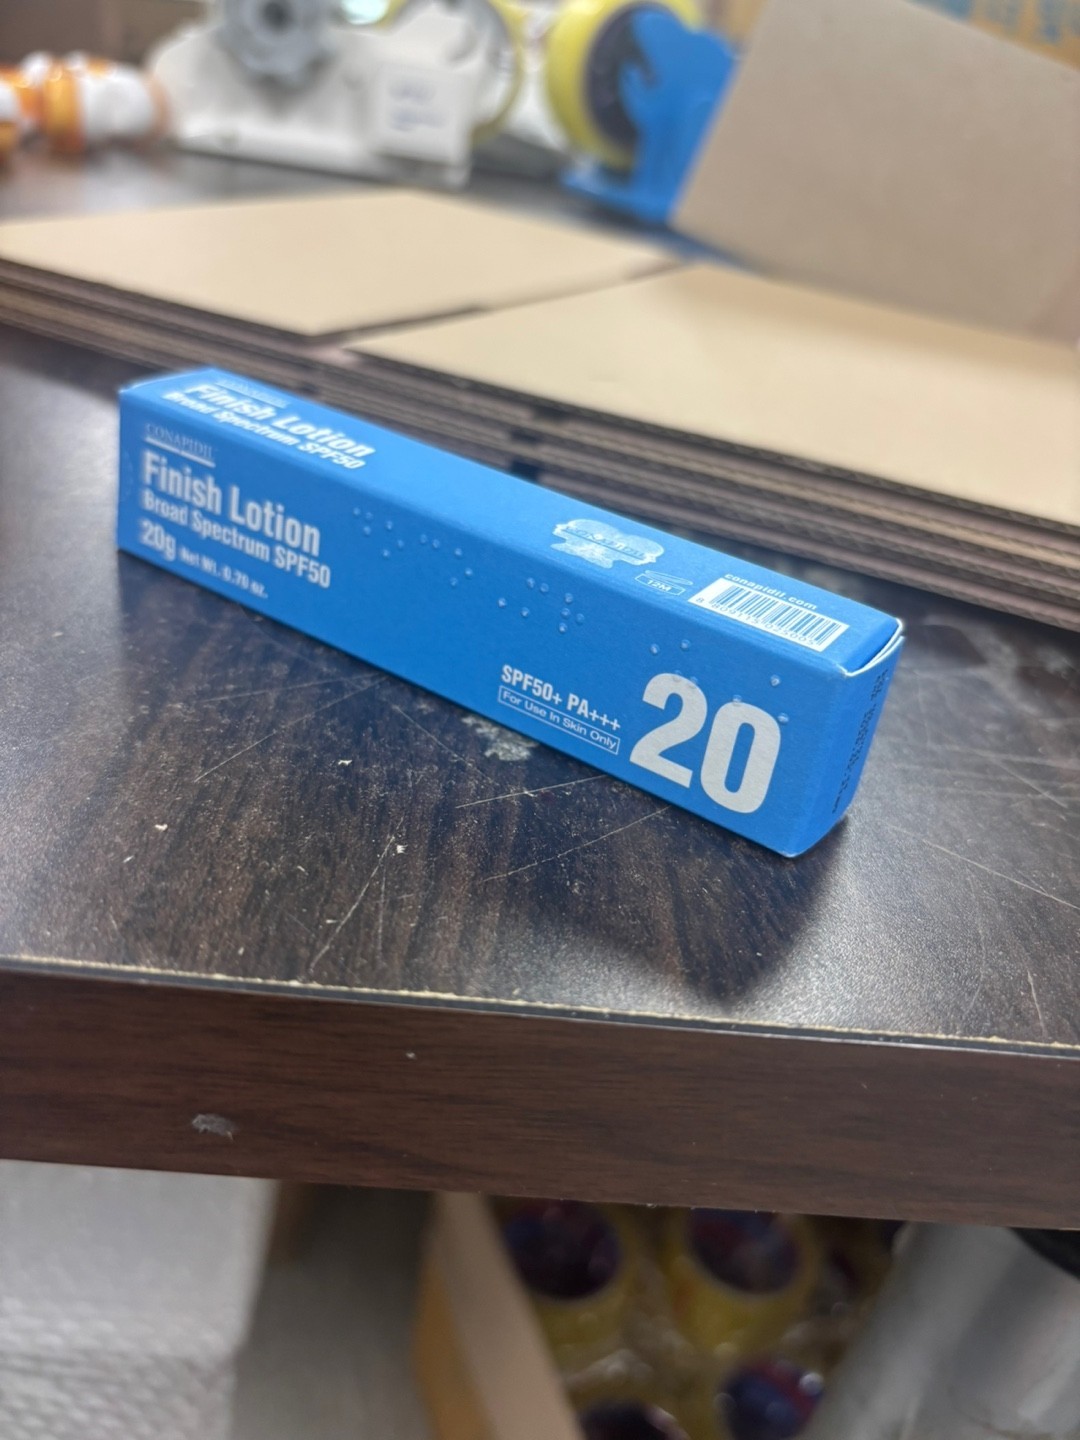 Finish Lotion
Broad Spectrum SPF50
CONAPIDIL
Finish Lotion
Broad Spectrum SPF50
20g Net Wt. 0.70 oz.
12M
conapidil.com
SPF50+ PA+++
For Use In Skin Only
20